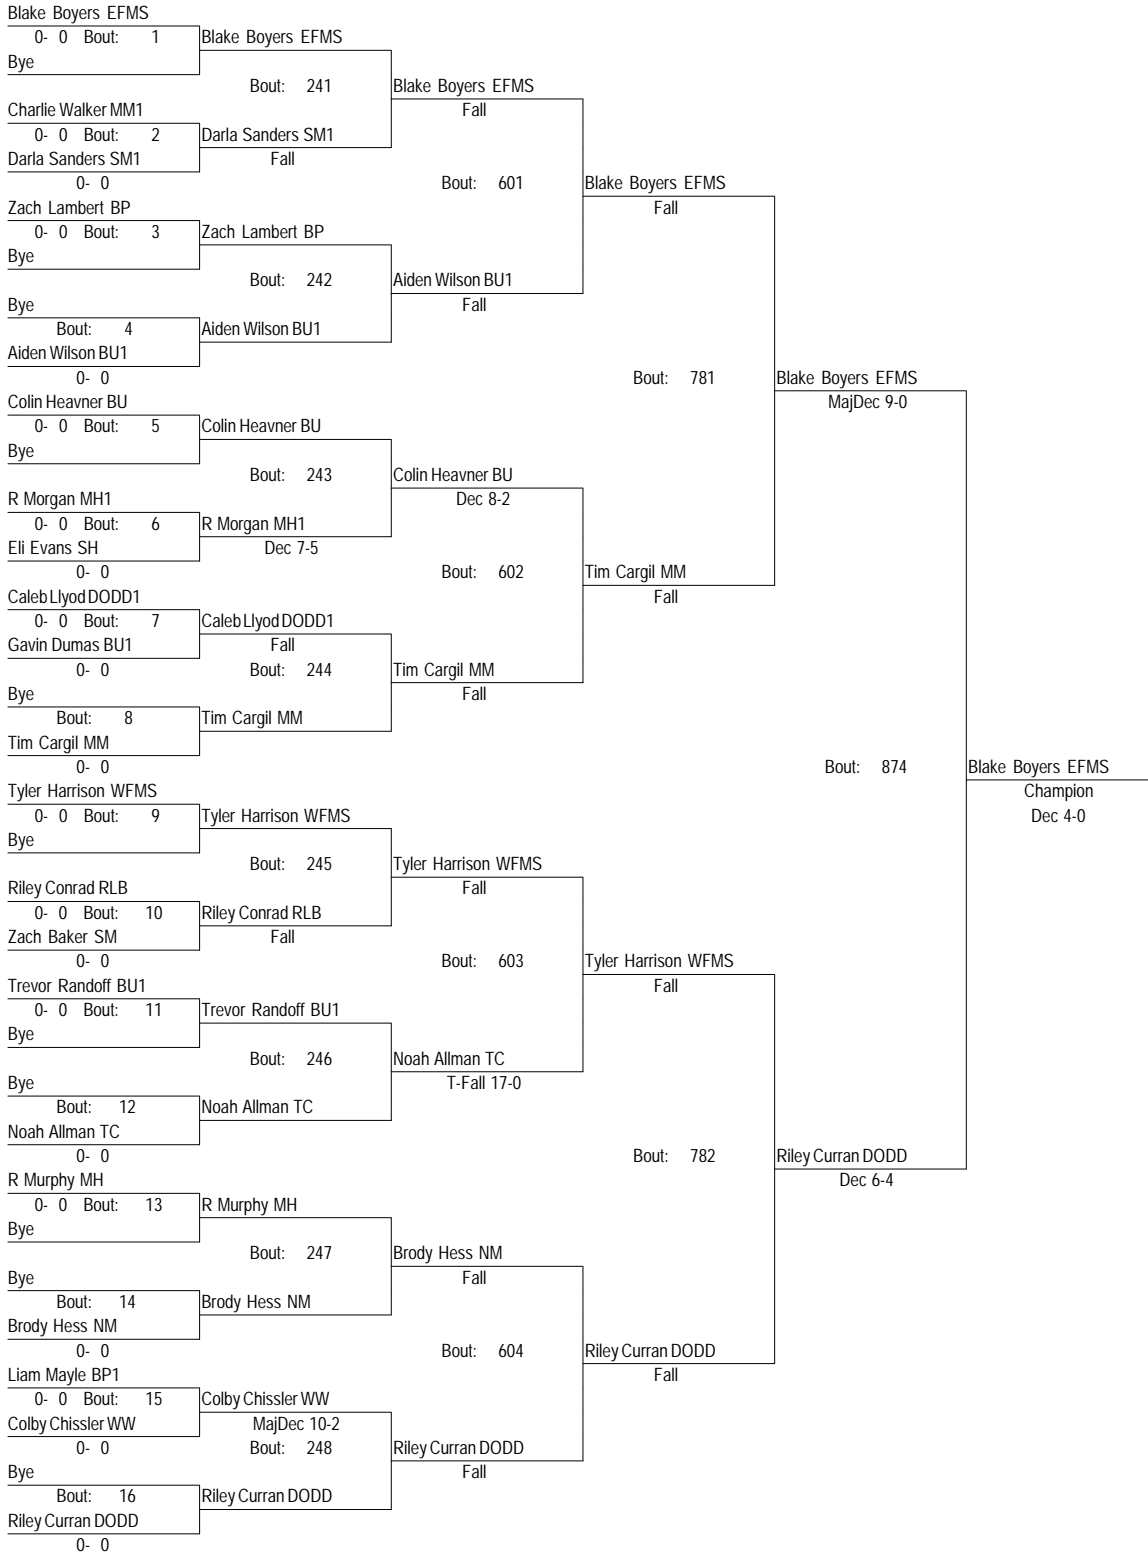 Blake Boyers EFMS
0- 0 Bout: 1
Blake Boyers EFMS
Bye
Bout: 241
Blake Boyers EFMS
Charlie Walker MM1
Fall
0- 0 Bout: 2
Darla Sanders SM1
Darla Sanders SM1
Fall
0- 0
Bout: 601
Blake Boyers EFMS
Zach Lambert BP
Fall
0- 0 Bout: 3
Zach Lambert BP
Bye
Bout: 242
Aiden Wilson BU1
Bye
Fall
Bout: 4
Aiden Wilson BU1
Aiden Wilson BU1
0- 0
Bout: 781
Blake Boyers EFMS
Colin Heavner BU
MajDec 9-0
0- 0 Bout: 5
Colin Heavner BU
Bye
Bout: 243
Colin Heavner BU
R Morgan MH1
Dec 8-2
0- 0 Bout: 6
R Morgan MH1
Eli Evans SH
Dec 7-5
0- 0
Bout: 602
Tim Cargil MM
Caleb Llyod DODD1
Fall
0- 0 Bout: 7
Caleb Llyod DODD1
Gavin Dumas BU1
Fall
0- 0
Bout: 244
Tim Cargil MM
Bye
Fall
Bout: 8
Tim Cargil MM
Tim Cargil MM
0- 0
Bout: 874
Blake Boyers EFMS
Tyler Harrison WFMS
Champion
0- 0 Bout: 9
Tyler Harrison WFMS
Dec 4-0
Bye
Bout: 245
Tyler Harrison WFMS
Riley Conrad RLB
Fall
0- 0 Bout: 10
Riley Conrad RLB
Zach Baker SM
Fall
0- 0
Bout: 603
Tyler Harrison WFMS
Trevor Randoff BU1
Fall
0- 0 Bout: 11
Trevor Randoff BU1
Bye
Bout: 246
Noah Allman TC
Bye
T-Fall 17-0
Bout: 12
Noah Allman TC
Noah Allman TC
0- 0
Bout: 782
Riley Curran DODD
R Murphy MH
Dec 6-4
0- 0 Bout: 13
R Murphy MH
Bye
Bout: 247
Brody Hess NM
Bye
Fall
Bout: 14
Brody Hess NM
Brody Hess NM
0- 0
Bout: 604
Riley Curran DODD
Liam Mayle BP1
Fall
0- 0 Bout: 15
Colby Chissler WW
Colby Chissler WW
MajDec 10-2
0- 0
Bout: 248
Riley Curran DODD
Bye
Fall
Bout: 16
Riley Curran DODD
Riley Curran DODD
0- 0